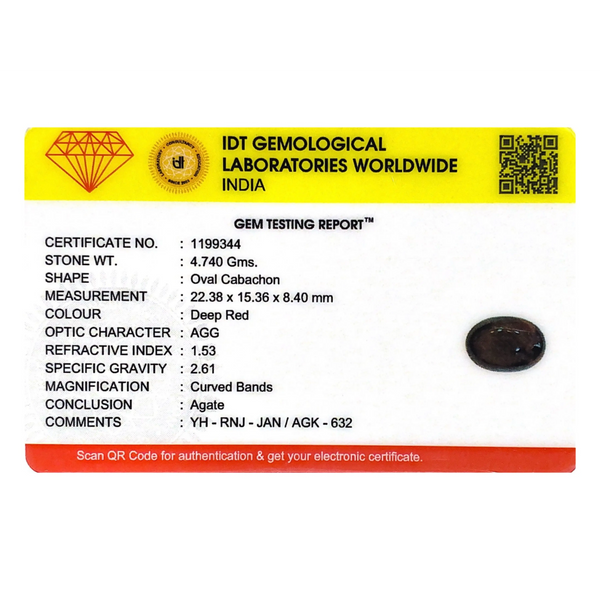 IDT GEMOLOGICAL
LABORATORIES WORLDWIDE
INDIA
GEM TESTING REPORT™
CERTIFICATE NO. : 1199344
STONE WT. : 4.740 Gms.
SHAPE : Oval Cabachon
MEASUREMENT : 22.38 x 15.36 x 8.40 mm
COLOUR : Deep Red
OPTIC CHARACTER : AGG
REFRACTIVE INDEX : 1.53
SPECIFIC GRAVITY : 2.61
MAGNIFICATION : Curved Bands
CONCLUSION : Agate
COMMENTS : YH - RNJ - JAN / AGK - 632
Scan QR Code for authentication & get your electronic certificate.